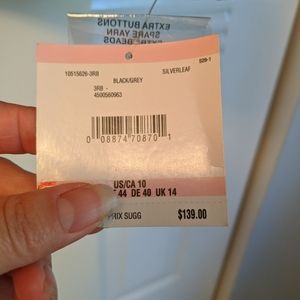 EXTRA BUTTONS
SPARE YARN
EXTRA BEADS
10515626-3RB
SILVERLEAF
BLACK/GREY
3RB -
4500560963
0 08874 70870 1
US/CA 10
44 DE 40 UK 14
PRIX SUGG
$139.00